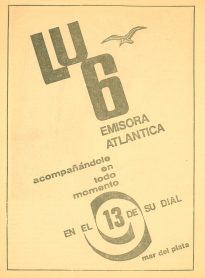 LU
6
EMISORA
ATLANTICA
acompañándole
en
todo
momento
EN EL 13 DE SU DIAL
mar del plata